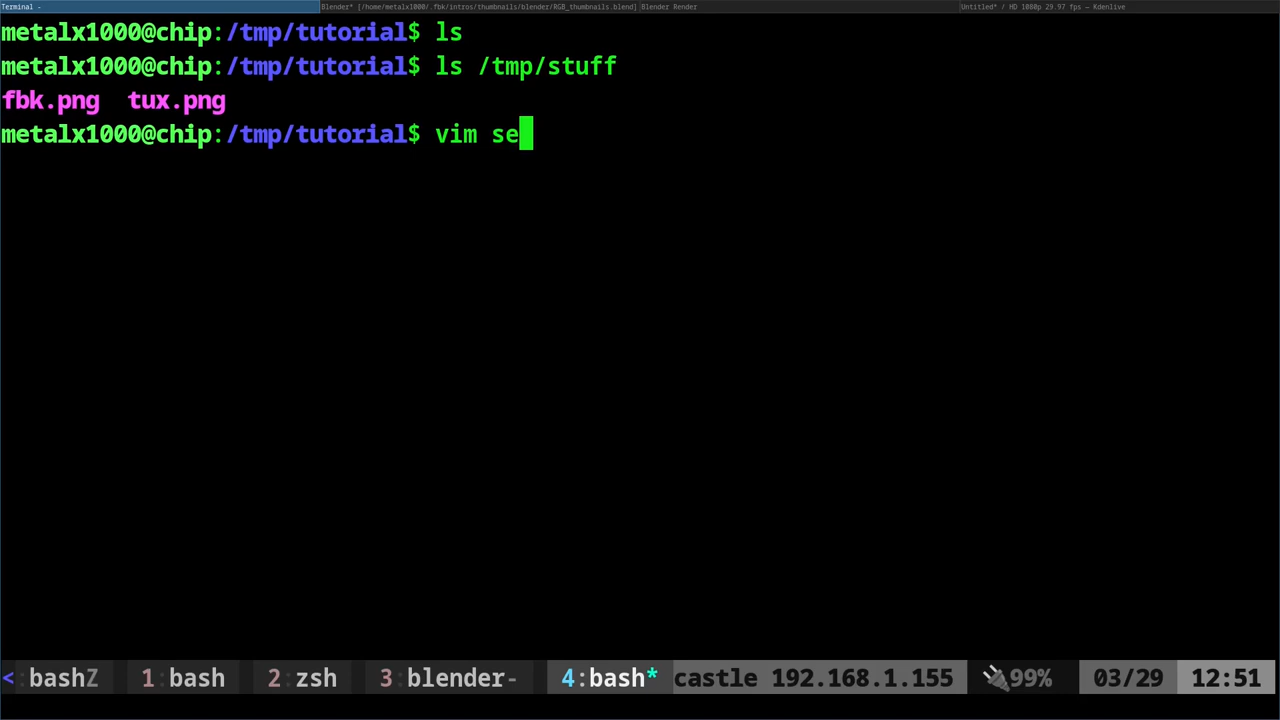 Terminal - Blender* [/home/metalx1000/.fbk/intros/thumbnails/blender/RGB_thumbnails.blend] Blender Render Untitled* / HD 1080p 29.97 fps – Kdenlive
metalx1000@chip:/tmp/tutorial$ ls
metalx1000@chip:/tmp/tutorial$ ls /tmp/stuff
fbk.png tux.png
metalx1000@chip:/tmp/tutorial$ vim se
<: bashZ 1:bash 2:zsh 3:blender- 4:bash* castle 192.168.1.155 99% 03/29 12:51